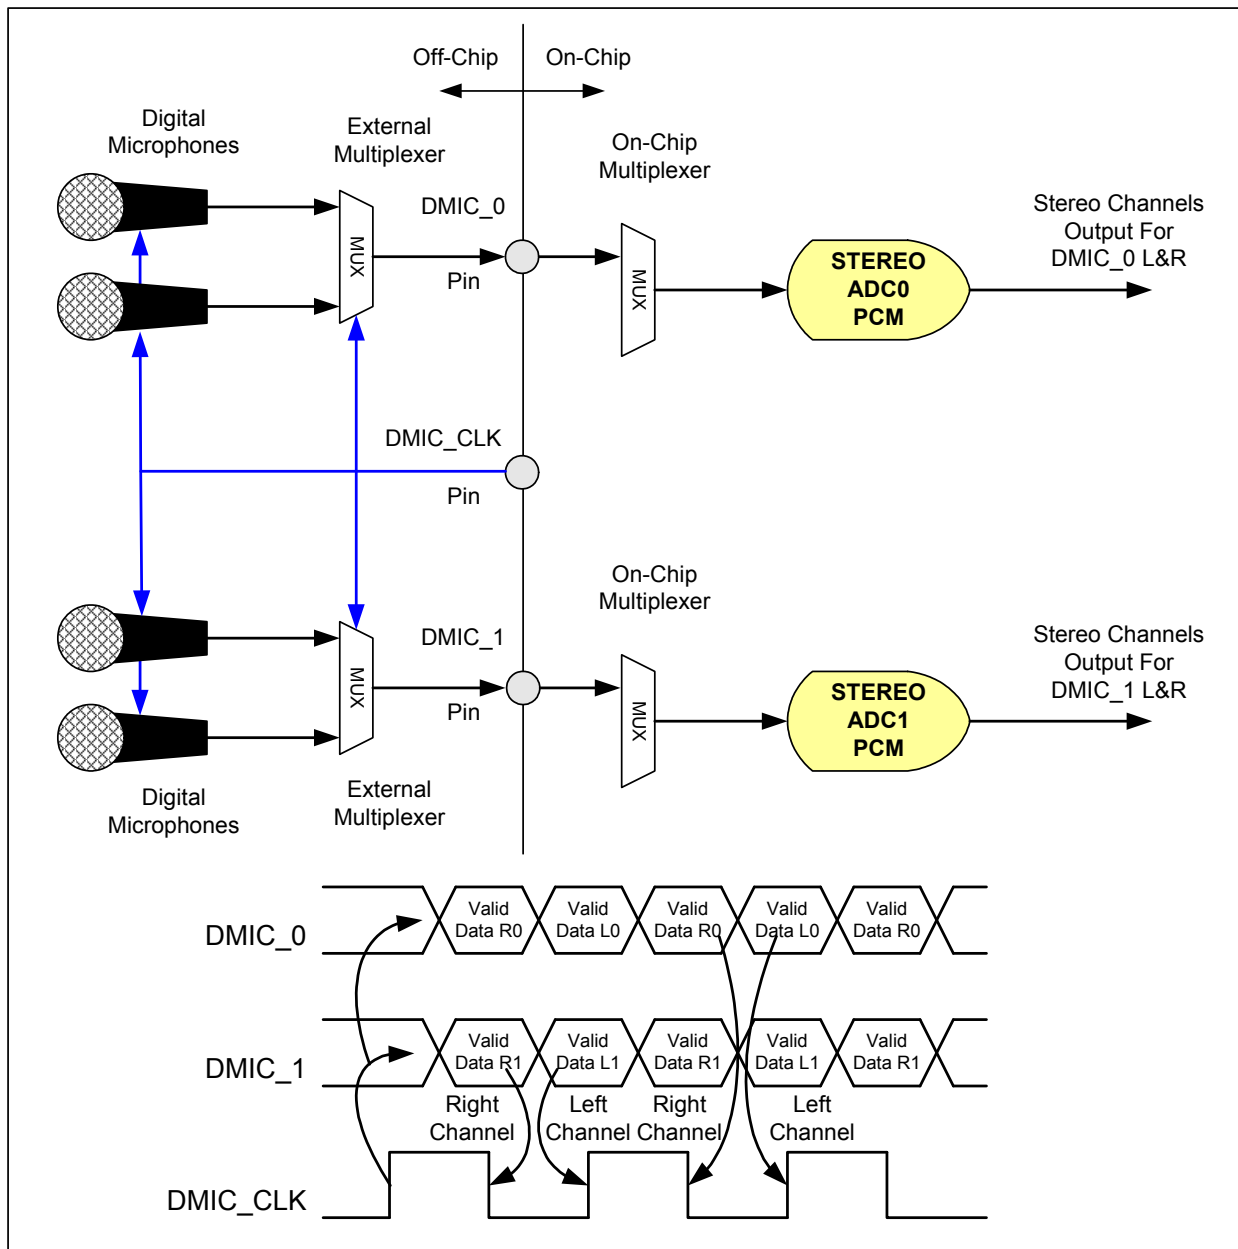 Off-Chip
On-Chip
Digital
Microphones
External
Multiplexer
On-Chip
Multiplexer
DMIC_0
Pin
MUX
MUX
STEREO
ADC0
PCM
Stereo Channels
Output For
DMIC_0 L&R
DMIC_CLK
Pin
On-Chip
Multiplexer
DMIC_1
Pin
MUX
MUX
STEREO
ADC1
PCM
Stereo Channels
Output For
DMIC_1 L&R
Digital
Microphones
External
Multiplexer
DMIC_0
Valid
Data R0
Valid
Data L0
Valid
Data R0
Valid
Data L0
Valid
Data R0
DMIC_1
Valid
Data R1
Valid
Data L1
Valid
Data R1
Valid
Data L1
Valid
Data R1
Right
Channel
Left
Channel
Right
Channel
Left
Channel
DMIC_CLK